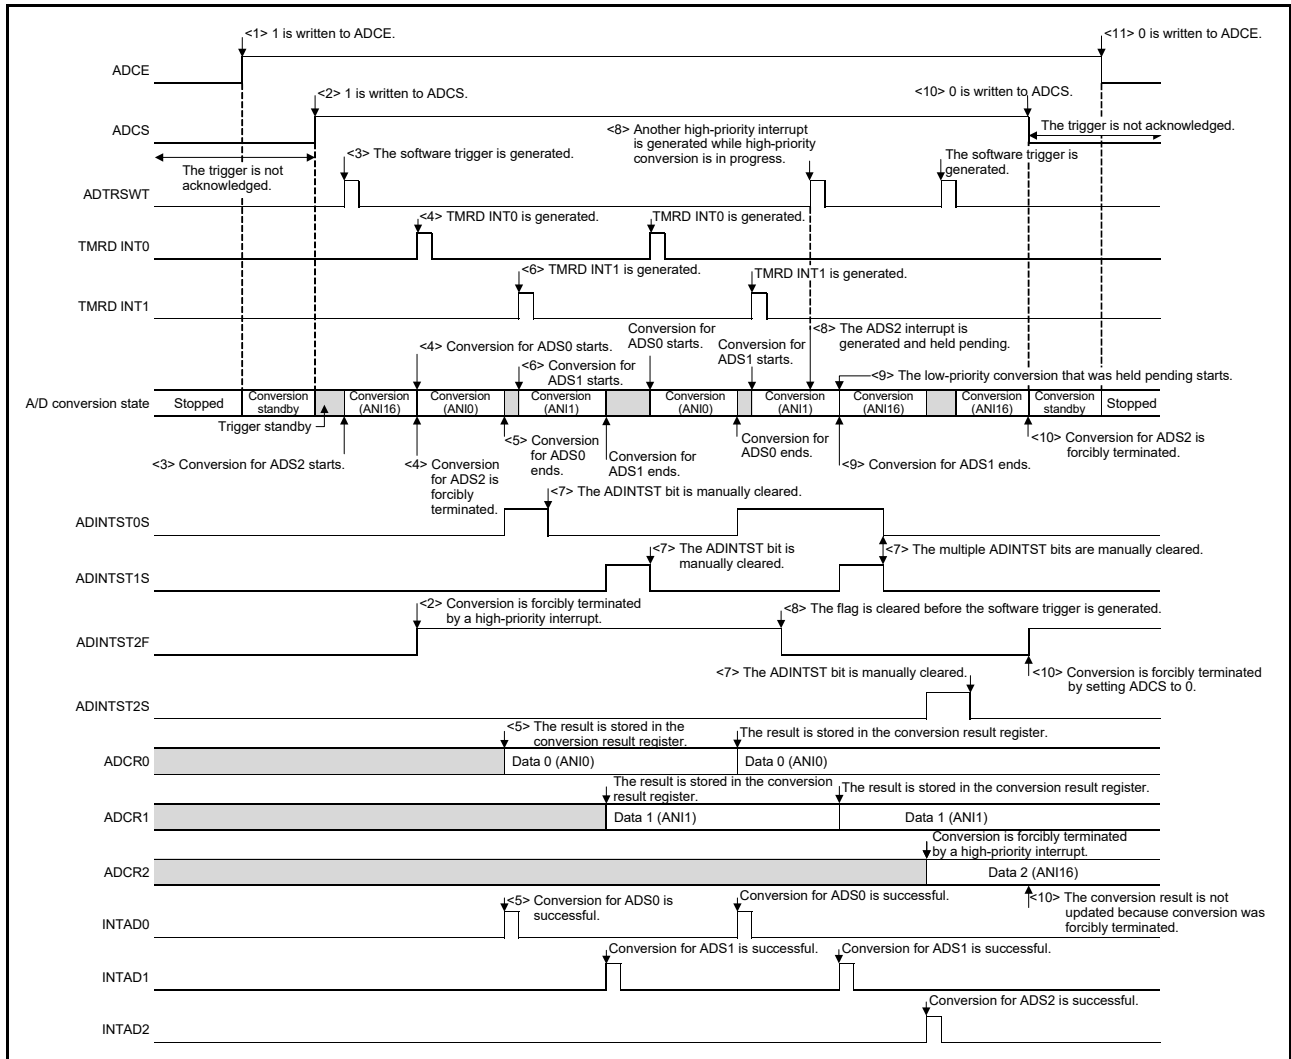 <1> 1 is written to ADCE.
<11> 0 is written to ADCE.
ADCE
<2> 1 is written to ADCS.
<10> 0 is written to ADCS.
ADCS
<8> Another high-priority interrupt
is generated while high-priority
conversion is in progress.
The trigger is not acknowledged.
The trigger is not
acknowledged.
<3> The software trigger is generated.
The software trigger is
generated.
ADTRSWT
<4> TMRD INT0 is generated.
TMRD INT0 is generated.
TMRD INT0
<6> TMRD INT1 is generated.
TMRD INT1 is generated.
TMRD INT1
<4> Conversion for ADS0 starts.
<6> Conversion for
ADS1 starts.
Conversion for
ADS0 starts.
Conversion for
ADS1 starts.
<8> The ADS2 interrupt is
generated and held pending.
<9> The low-priority conversion that was held pending starts.
A/D conversion state
Stopped
Conversion
standby
Conversion
(ANI16)
Conversion
(ANI0)
Conversion
(ANI1)
Conversion
(ANI0)
Conversion
(ANI1)
Conversion
(ANI16)
Conversion
(ANI16)
Conversion
standby
Stopped
Trigger standby
<3> Conversion for ADS2 starts.
<4> Conversion
for ADS2 is
forcibly
terminated.
<5> Conversion
for ADS0
ends.
Conversion for
ADS1 ends.
Conversion for
ADS0 ends.
<9> Conversion for ADS1 ends.
<10> Conversion for ADS2 is
forcibly terminated.
<7> The ADINTST bit is manually cleared.
ADINTST0S
<7> The ADINTST bit is
manually cleared.
<7> The multiple ADINTST bits are manually cleared.
ADINTST1S
<2> Conversion is forcibly terminated
by a high-priority interrupt.
<8> The flag is cleared before the software trigger is generated.
ADINTST2F
<7> The ADINTST bit is manually cleared.
<10> Conversion is forcibly terminated
by setting ADCS to 0.
ADINTST2S
<5> The result is stored in the
conversion result register.
The result is stored in the conversion result register.
ADCR0
Data 0 (ANI0)
Data 0 (ANI0)
The result is stored in the conversion
result register.
The result is stored in the conversion result register.
ADCR1
Data 1 (ANI1)
Data 1 (ANI1)
Conversion is forcibly terminated
by a high-priority interrupt.
ADCR2
Data 2 (ANI16)
<5> Conversion for ADS0 is
successful.
Conversion for ADS0 is successful.
<10> The conversion result is not
updated because conversion was
forcibly terminated.
INTAD0
Conversion for ADS1 is successful.
Conversion for ADS1 is successful.
INTAD1
Conversion for ADS2 is successful.
INTAD2